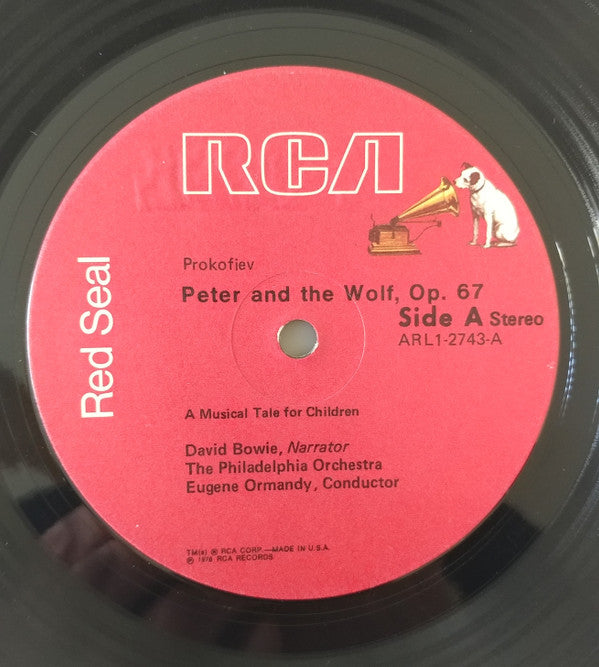 RCA
Red Seal
Prokofiev
Peter and the Wolf, Op. 67
Side A Stereo
ARL1-2743-A
A Musical Tale for Children
David Bowie, Narrator
The Philadelphia Orchestra
Eugene Ormandy, Conductor
TM(s) ® RCA CORP.—MADE IN U.S.A.
℗ 1978 RCA RECORDS